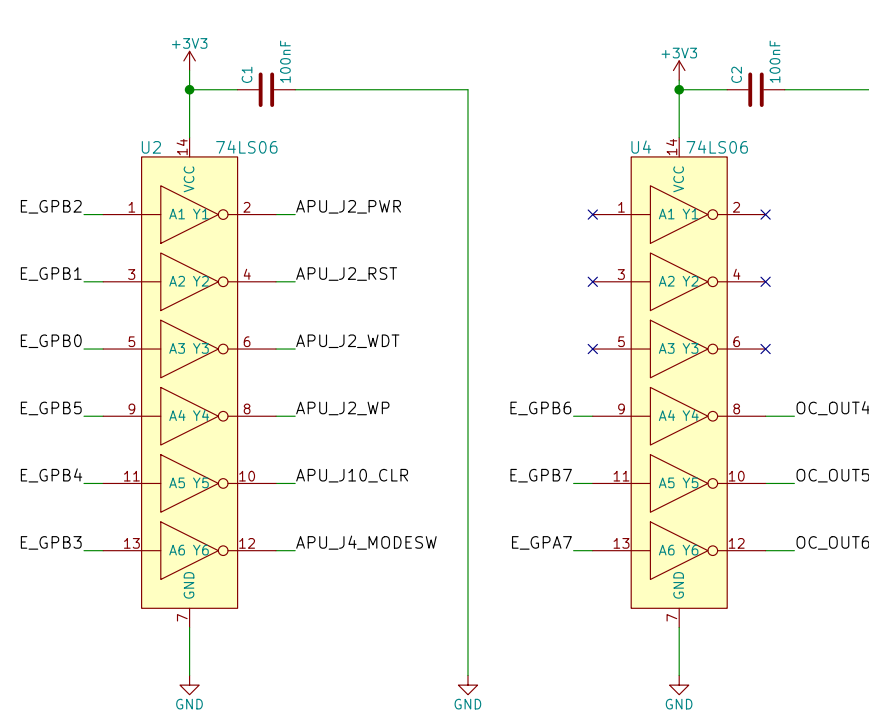 +3V3
C1
100nF
U2
14
74LS06
VCC
E_GPB2
1
A1
Y1
2
APU_J2_PWR
E_GPB1
3
A2
Y2
4
APU_J2_RST
E_GPB0
5
A3
Y3
6
APU_J2_WDT
E_GPB5
9
A4
Y4
8
APU_J2_WP
E_GPB4
11
A5
Y5
10
APU_J10_CLR
E_GPB3
13
A6
Y6
12
APU_J4_MODESW
GND
7
GND
GND
+3V3
C2
100nF
U4
14
74LS06
VCC
1
A1
Y1
2
3
A2
Y2
4
5
A3
Y3
6
E_GPB6
9
A4
Y4
8
OC_OUT4
E_GPB7
11
A5
Y5
10
OC_OUT5
E_GPA7
13
A6
Y6
12
OC_OUT6
GND
7
GND